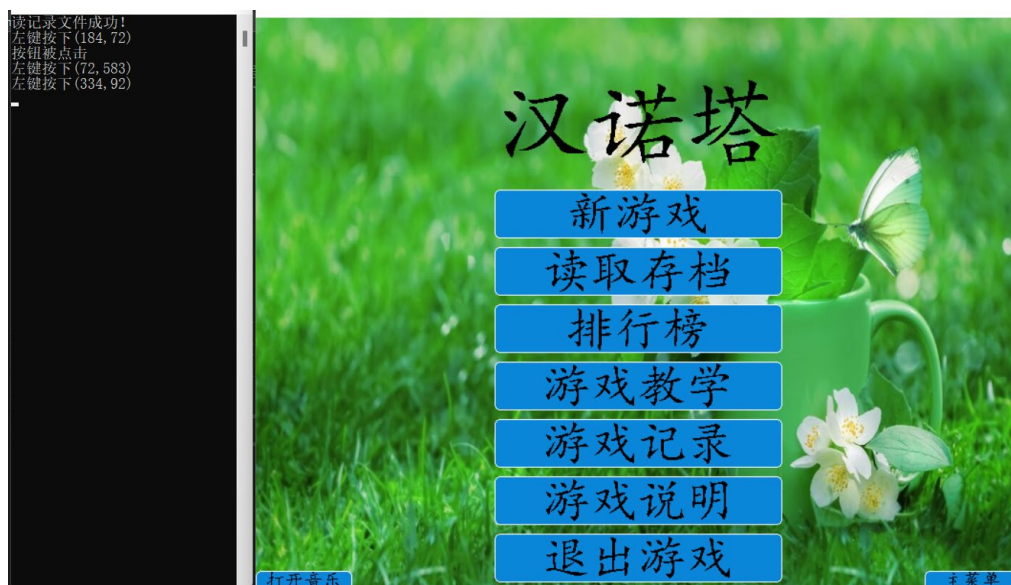 读记录文件成功!
左键按下(184,72)
按钮被点击
左键按下(72,583)
左键按下(334,92)
汉诺塔
新游戏
读取存档
排行榜
游戏教学
游戏记录
游戏说明
退出游戏
打开音乐
主菜单